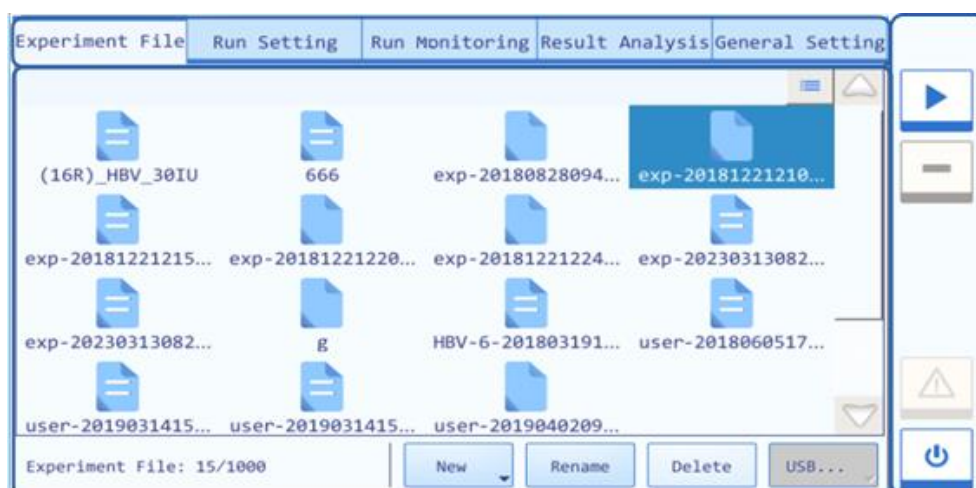 Experiment File Run Setting Run Monitoring Result Analysis General Setting
(16R)_HBV_30IU 666 exp-20180828094... exp-20181221210...
exp-20181221215... exp-20181221220... exp-20181221224... exp-20230313082...
exp-20230313082... g HBV-6-201803191... user-2018060517...
user-2019031415... user-2019031415... user-2019040209...
Experiment File: 15/1000 New Rename Delete USB...